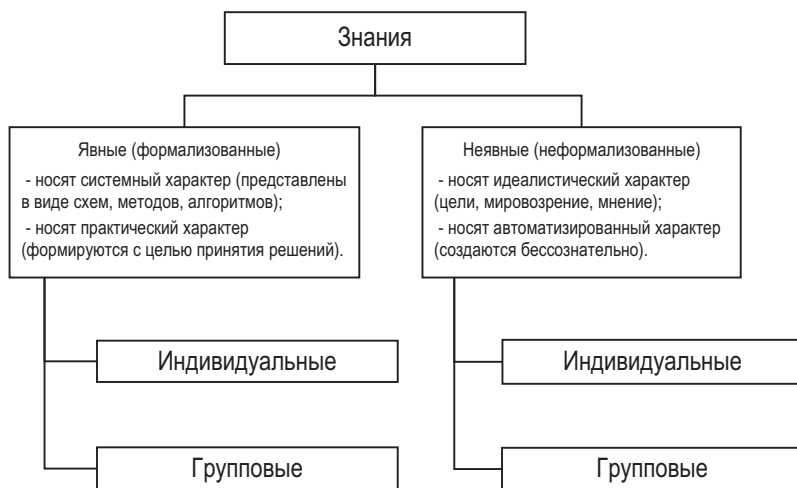 Знания
Явные (формализованные)
- носят системный характер (представлены
в виде схем, методов, алгоритмов);
- носят практический характер
(формируются с целью принятия решений).
Неявные (неформализованные)
- носят идеалистический характер
(цели, мировозрение, мнение);
- носят автоматизированный характер
(создаются бессознательно).
Индивидуальные
Групповые
Индивидуальные
Групповые